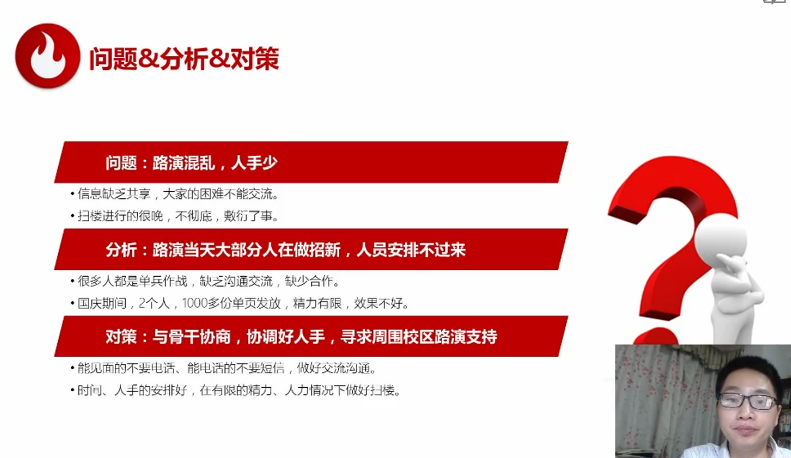 问题&分析&对策
问题：路演混乱，人手少
• 信息缺乏共享，大家的困难不能交流。
• 扫楼进行的很晚，不彻底，敷衍了事。
分析：路演当天大部分人在做招新，人员安排不过来
• 很多人都是单兵作战，缺乏沟通交流，缺少合作。
• 国庆期间，2个人，1000多份单页发放，精力有限，效果不好。
对策：与骨干协商，协调好人手，寻求周围校区路演支持
• 能见面的不要电话、能电话的不要短信，做好交流沟通。
• 时间、人手的安排好，在有限的精力、人力情况下做好扫楼。